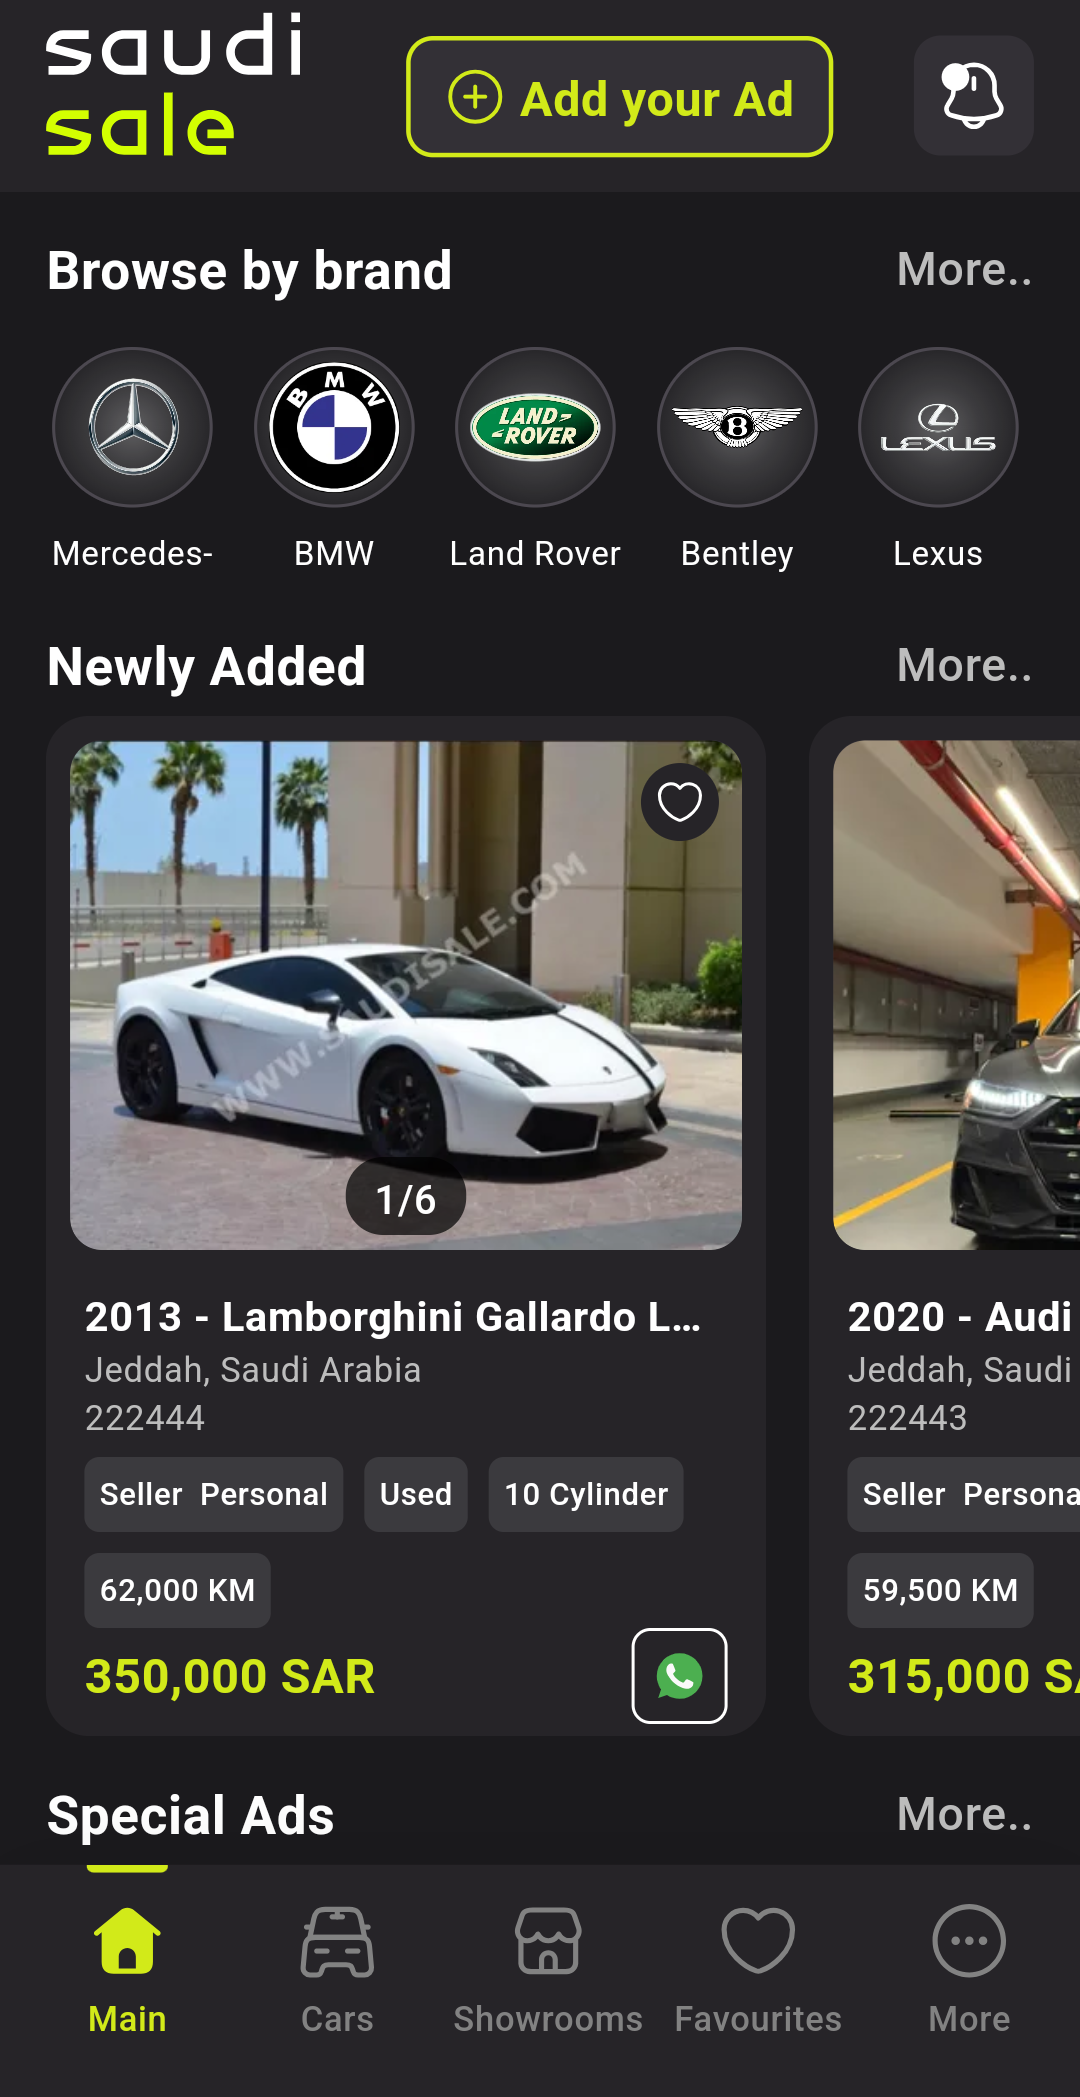 saudi
sale
Add your Ad
Browse by brand
More..
B M W
LAND-
-ROVER
B
LEXUS
Mercedes-
BMW
Land Rover
Bentley
Lexus
Newly Added
More..
WWW.SAUDISALE.COM
1/6
2013 - Lamborghini Gallardo L...
Jeddah, Saudi Arabia
222444
Seller Personal
Used
10 Cylinder
62,000 KM
350,000 SAR
2020 - Audi
Jeddah, Saudi
222443
Seller Persona
59,500 KM
315,000 SA
Special Ads
More..
Main
Cars
Showrooms
Favourites
More